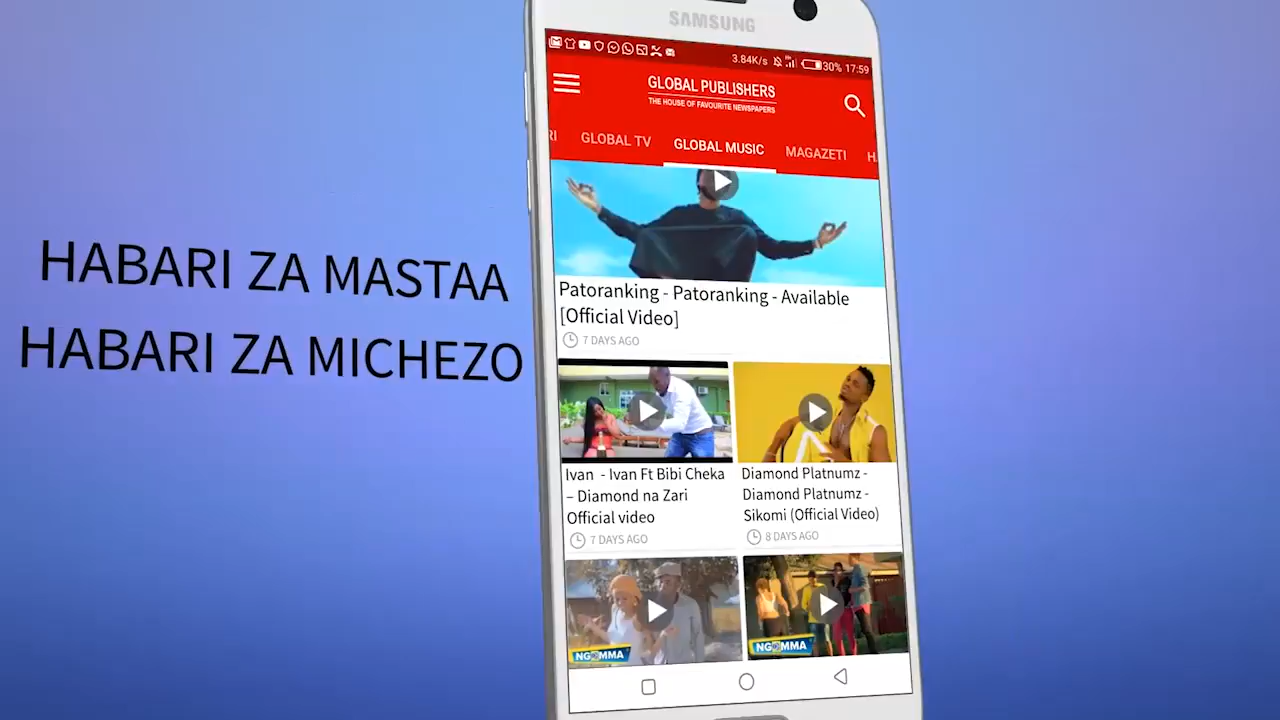 HABARI ZA MASTAA
HABARI ZA MICHEZO
SAMSUNG
3.84K/s 30% 17:59
GLOBAL PUBLISHERS
THE HOUSE OF FAVOURITE NEWSPAPERS
RI GLOBAL TV GLOBAL MUSIC MAGAZETI H
Patoranking - Patoranking - Available
[Official Video]
7 DAYS AGO
Ivan - Ivan Ft Bibi Cheka
– Diamond na Zari
Official video
7 DAYS AGO
Diamond Platnumz -
Diamond Platnumz -
Sikomi (Official Video)
8 DAYS AGO
NGOMMA
NGOMMA